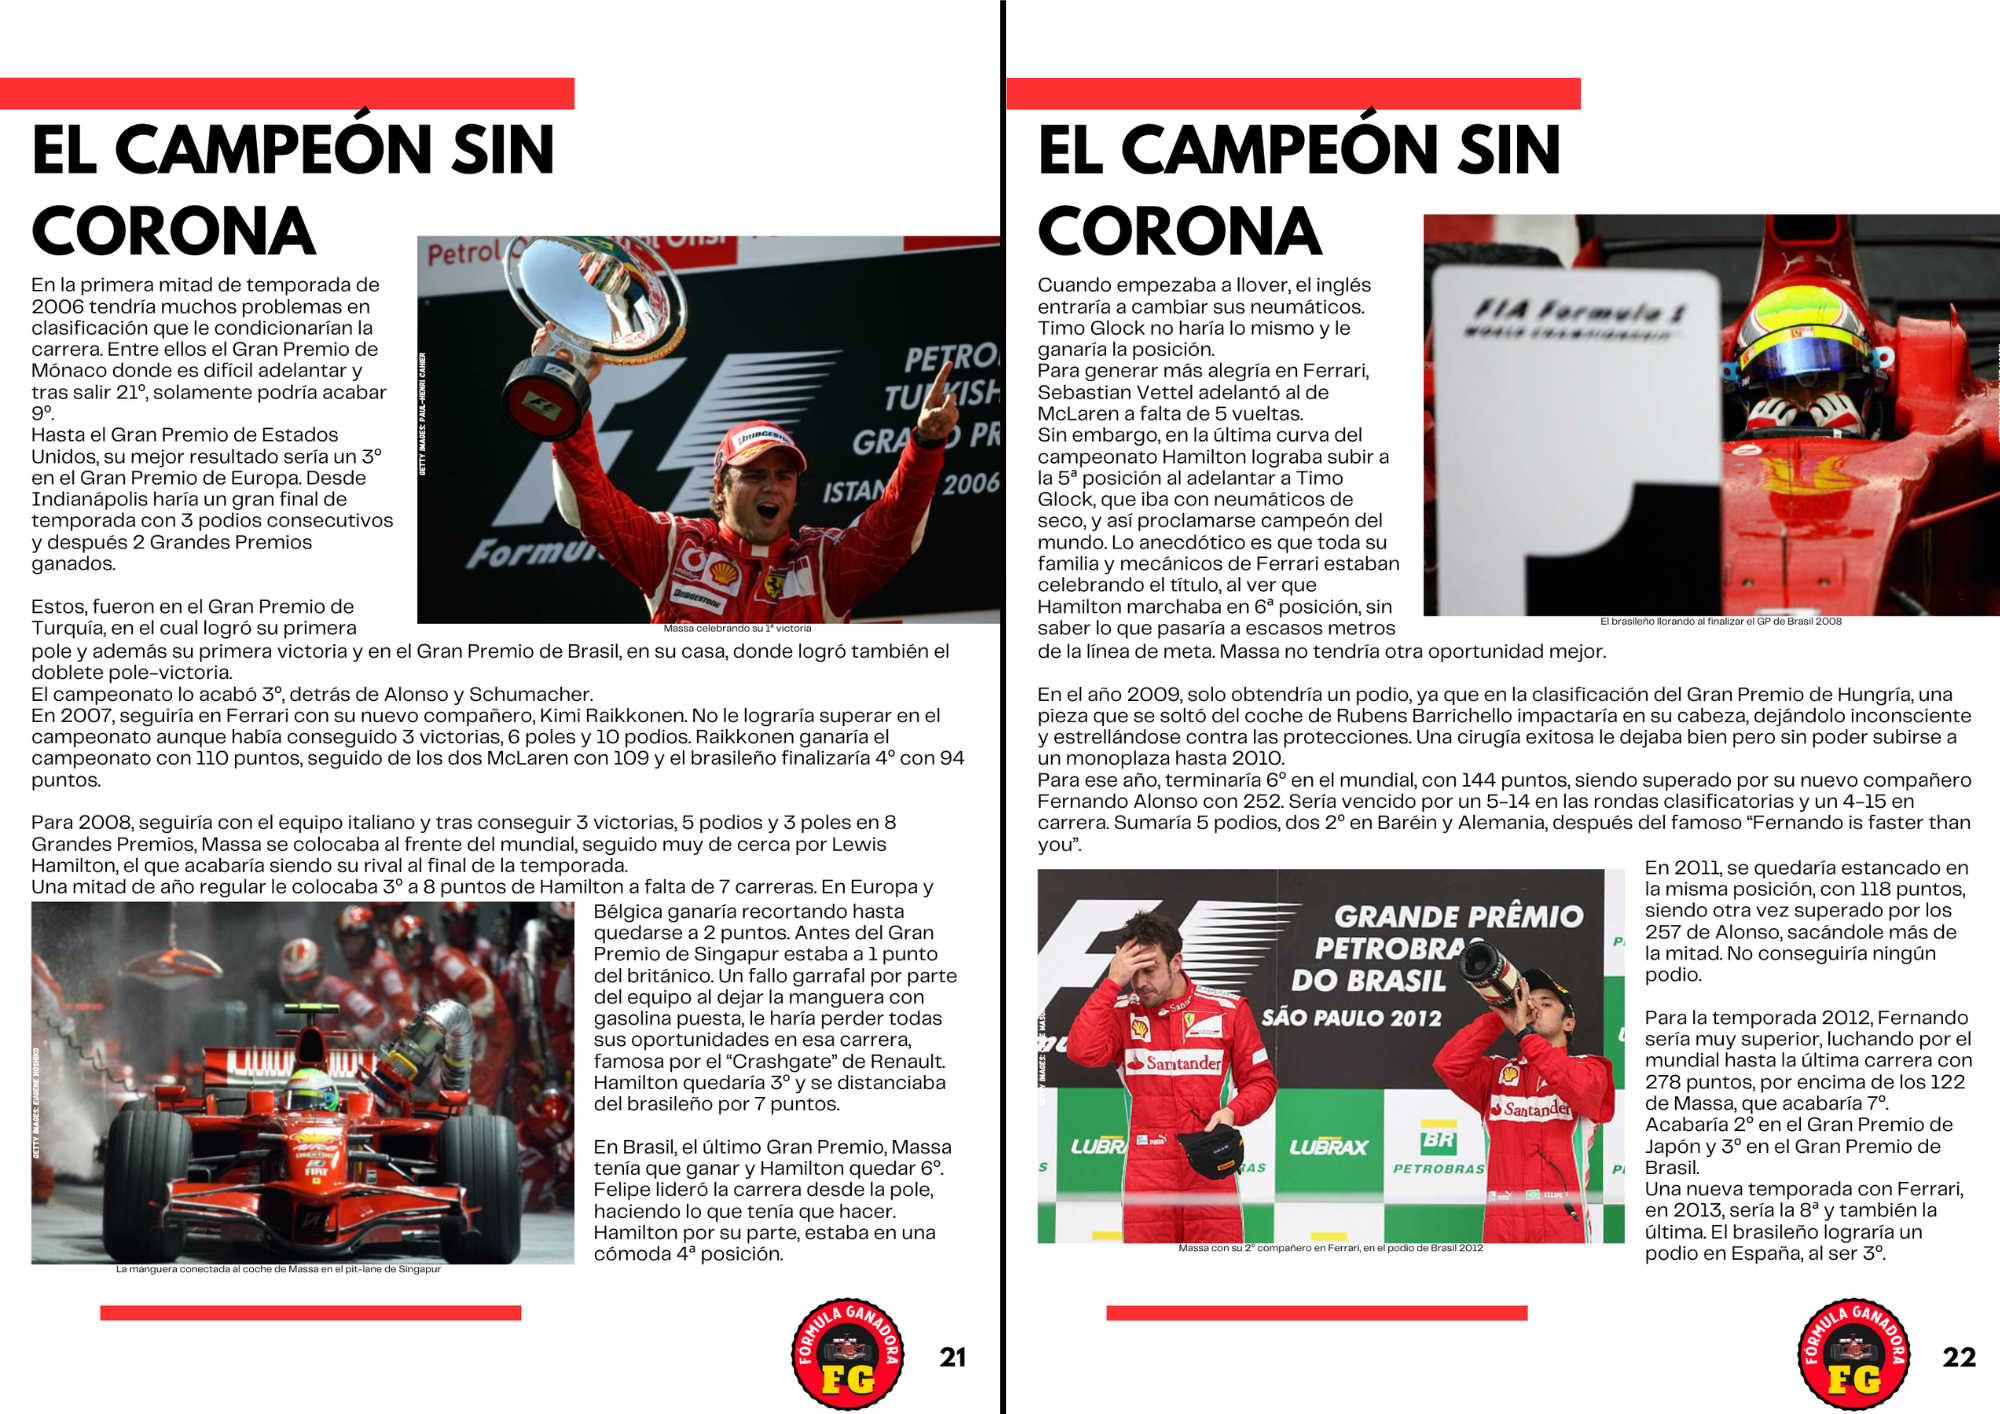 EL CAMPEÓN SIN
CORONA
En la primera mitad de temporada de
2006 tendría muchos problemas en
clasificación que le condicionarían la
carrera. Entre ellos el Gran Premio de
Mónaco donde es difícil adelantar y
tras salir 21º, solamente podría acabar
9º.
Hasta el Gran Premio de Estados
Unidos, su mejor resultado sería un 3º
en el Gran Premio de Europa. Desde
Indianápolis haría un gran final de
temporada con 3 podios consecutivos
y después 2 Grandes Premios
ganados.
Estos, fueron en el Gran Premio de
Turquía, en el cual logró su primera
Petrol
PETRO
TURKISH
GRAND PR
ISTAN 2006
Formu
BRIDGESTONE
vodafone
BRIDGESTONE
GETTY IMAGES: PAUL-HENRI CAHIER
Massa celebrando su 1ª victoria
pole y además su primera victoria y en el Gran Premio de Brasil, en su casa, donde logró también el
doblete pole-victoria.
El campeonato lo acabó 3º, detrás de Alonso y Schumacher.
En 2007, seguiría en Ferrari con su nuevo compañero, Kimi Raikkonen. No le lograría superar en el
campeonato aunque había conseguido 3 victorias, 6 poles y 10 podios. Raikkonen ganaría el
campeonato con 110 puntos, seguido de los dos McLaren con 109 y el brasileño finalizaría 4º con 94
puntos.
Para 2008, seguiría con el equipo italiano y tras conseguir 3 victorias, 5 podios y 3 poles en 8
Grandes Premios, Massa se colocaba al frente del mundial, seguido muy de cerca por Lewis
Hamilton, el que acabaría siendo su rival al final de la temporada.
Una mitad de año regular le colocaba 3º a 8 puntos de Hamilton a falta de 7 carreras. En Europa y
Bélgica ganaría recortando hasta
quedarse a 2 puntos. Antes del Gran
Premio de Singapur estaba a 1 punto
del británico. Un fallo garrafal por parte
del equipo al dejar la manguera con
gasolina puesta, le haría perder todas
sus oportunidades en esa carrera,
famosa por el “Crashgate” de Renault.
Hamilton quedaría 3º y se distanciaba
del brasileño por 7 puntos.
En Brasil, el último Gran Premio, Massa
tenía que ganar y Hamilton quedar 6º.
Felipe lideró la carrera desde la pole,
haciendo lo que tenía que hacer.
Hamilton por su parte, estaba en una
cómoda 4ª posición.
GETTY IMAGES: EUGENE HOSHIKO
FIAT
La manguera conectada al coche de Massa en el pit-lane de Singapur
FÓRMULA GANADORA
FG
21
EL CAMPEÓN SIN
CORONA
Cuando empezaba a llover, el inglés
entraría a cambiar sus neumáticos.
Timo Glock no haría lo mismo y le
ganaría la posición.
Para generar más alegría en Ferrari,
Sebastian Vettel adelantó al de
McLaren a falta de 5 vueltas.
Sin embargo, en la última curva del
campeonato Hamilton lograba subir a
la 5ª posición al adelantar a Timo
Glock, que iba con neumáticos de
seco, y así proclamarse campeón del
mundo. Lo anecdótico es que toda su
familia y mecánicos de Ferrari estaban
celebrando el título, al ver que
Hamilton marchaba en 6ª posición, sin
saber lo que pasaría a escasos metros
FIA Formula 1
WORLD CHAMPIONSHIP
El brasileño llorando al finalizar el GP de Brasil 2008
de la línea de meta. Massa no tendría otra oportunidad mejor.
En el año 2009, solo obtendría un podio, ya que en la clasificación del Gran Premio de Hungría, una
pieza que se soltó del coche de Rubens Barrichello impactaría en su cabeza, dejándolo inconsciente
y estrellándose contra las protecciones. Una cirugía exitosa le dejaba bien pero sin poder subirse a
un monoplaza hasta 2010.
Para ese año, terminaría 6º en el mundial, con 144 puntos, siendo superado por su nuevo compañero
Fernando Alonso con 252. Sería vencido por un 5-14 en las rondas clasificatorias y un 4-15 en
carrera. Sumaría 5 podios, dos 2º en Baréin y Alemania, después del famoso “Fernando is faster than
you”.
En 2011, se quedaría estancado en
la misma posición, con 118 puntos,
siendo otra vez superado por los
257 de Alonso, sacándole más de
la mitad. No conseguiría ningún
podio.
Para la temporada 2012, Fernando
sería muy superior, luchando por el
mundial hasta la última carrera con
278 puntos, por encima de los 122
de Massa, que acabaría 7º.
Acabaría 2º en el Gran Premio de
Japón y 3º en el Gran Premio de
Brasil.
Una nueva temporada con Ferrari,
en 2013, sería la 8ª y también la
última. El brasileño lograría un
podio en España, al ser 3º.
GRANDE PRÊMIO
PETROBRAS
DO BRASIL
SÃO PAULO 2012
Santander
Santander
LUBR
LUBRAX
BR
PETROBRAS
Massa con su 2º compañero en Ferrari, en el podio de Brasil 2012
FÓRMULA GANADORA
FG
22